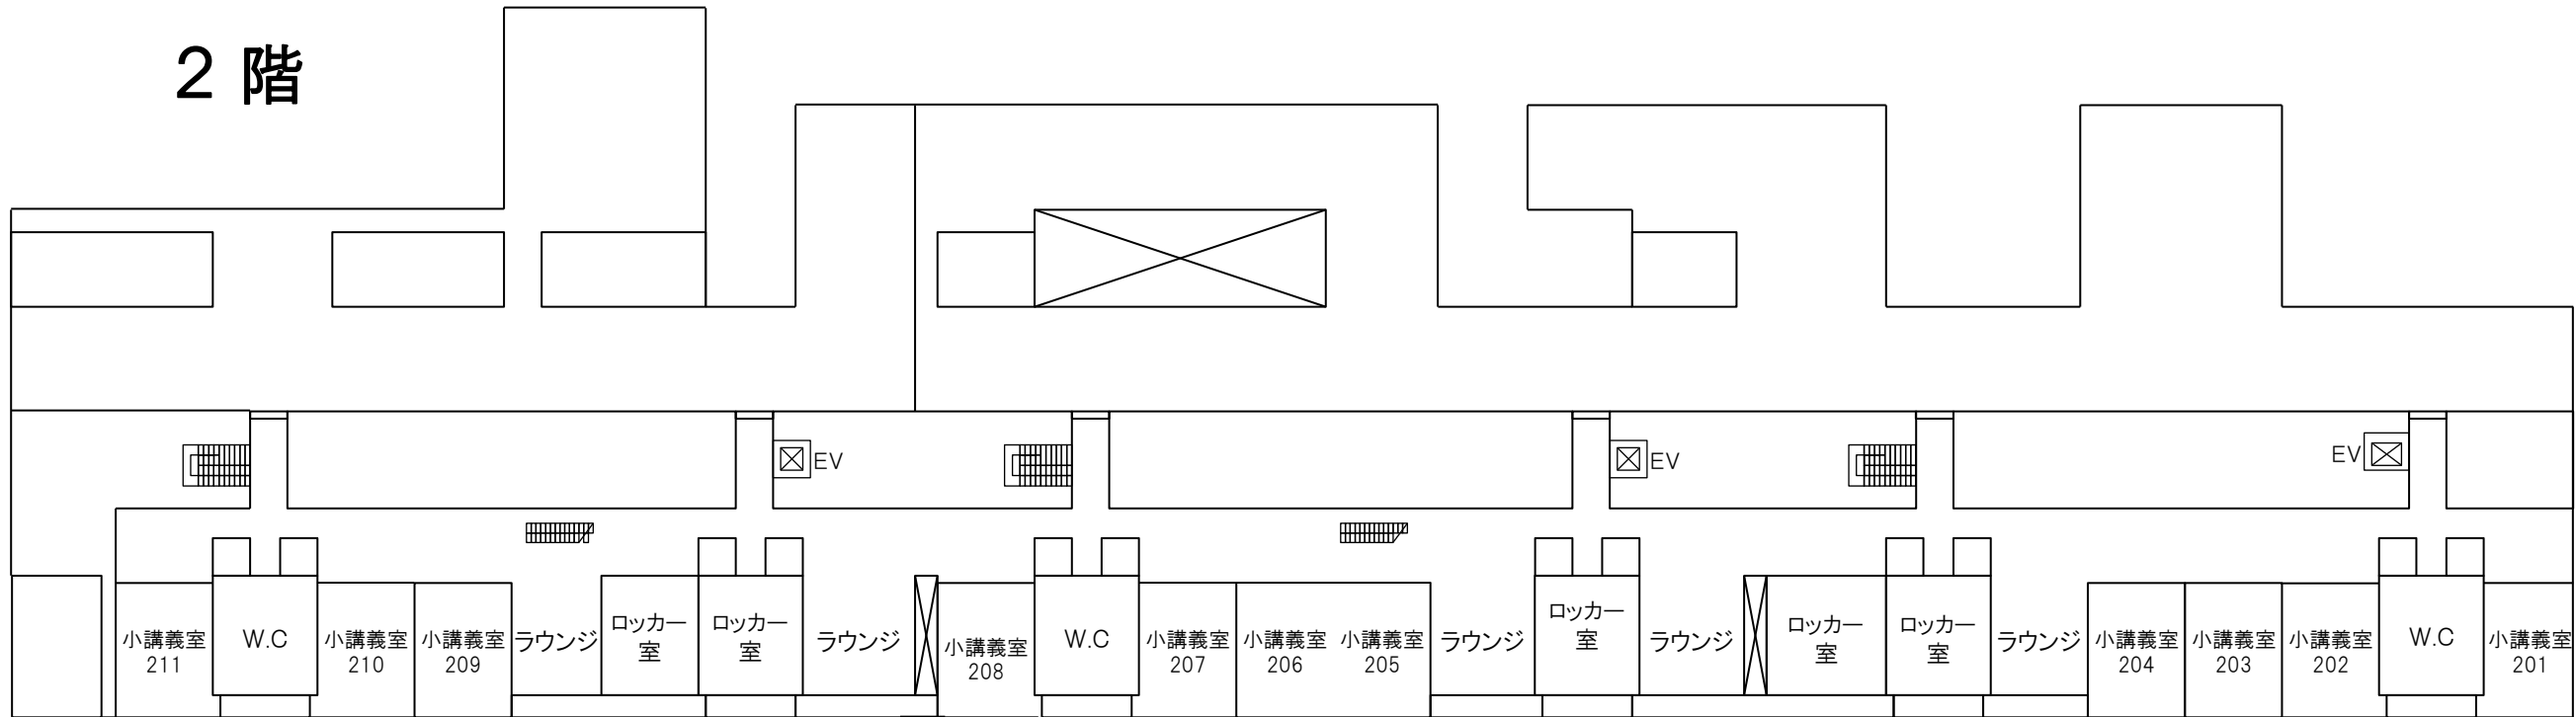 2 階
EV
EV
EV
小講義室
211
W.C
小講義室
210
小講義室
209
ラウンジ
ロッカー
室
ロッカー
室
ラウンジ
小講義室
208
W.C
小講義室
207
小講義室
206
小講義室
205
ラウンジ
ロッカー
室
ラウンジ
ロッカー
室
ロッカー
室
ラウンジ
小講義室
204
小講義室
203
小講義室
202
W.C
小講義室
201